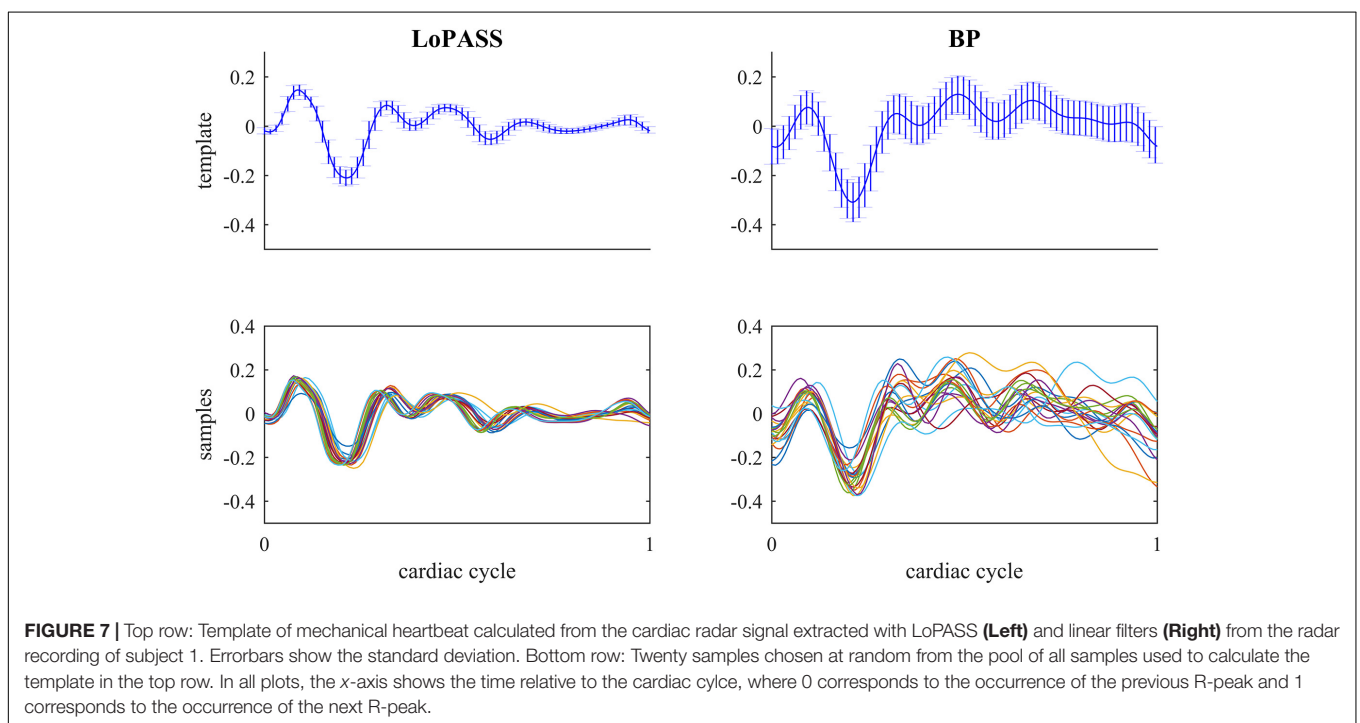 LoPASS
BP
0.2
0
-0.2
-0.4
template
0.2
0
-0.2
-0.4
0.4
0.2
0
-0.2
-0.4
samples
0
1
cardiac cycle
0.4
0.2
0
-0.2
-0.4
0
1
cardiac cycle
FIGURE 7 | Top row: Template of mechanical heartbeat calculated from the cardiac radar signal extracted with LoPASS (Left) and linear filters (Right) from the radar
recording of subject 1. Errorbars show the standard deviation. Bottom row: Twenty samples chosen at random from the pool of all samples used to calculate the
template in the top row. In all plots, the x-axis shows the time relative to the cardiac cylce, where 0 corresponds to the occurrence of the previous R-peak and 1
corresponds to the occurrence of the next R-peak.